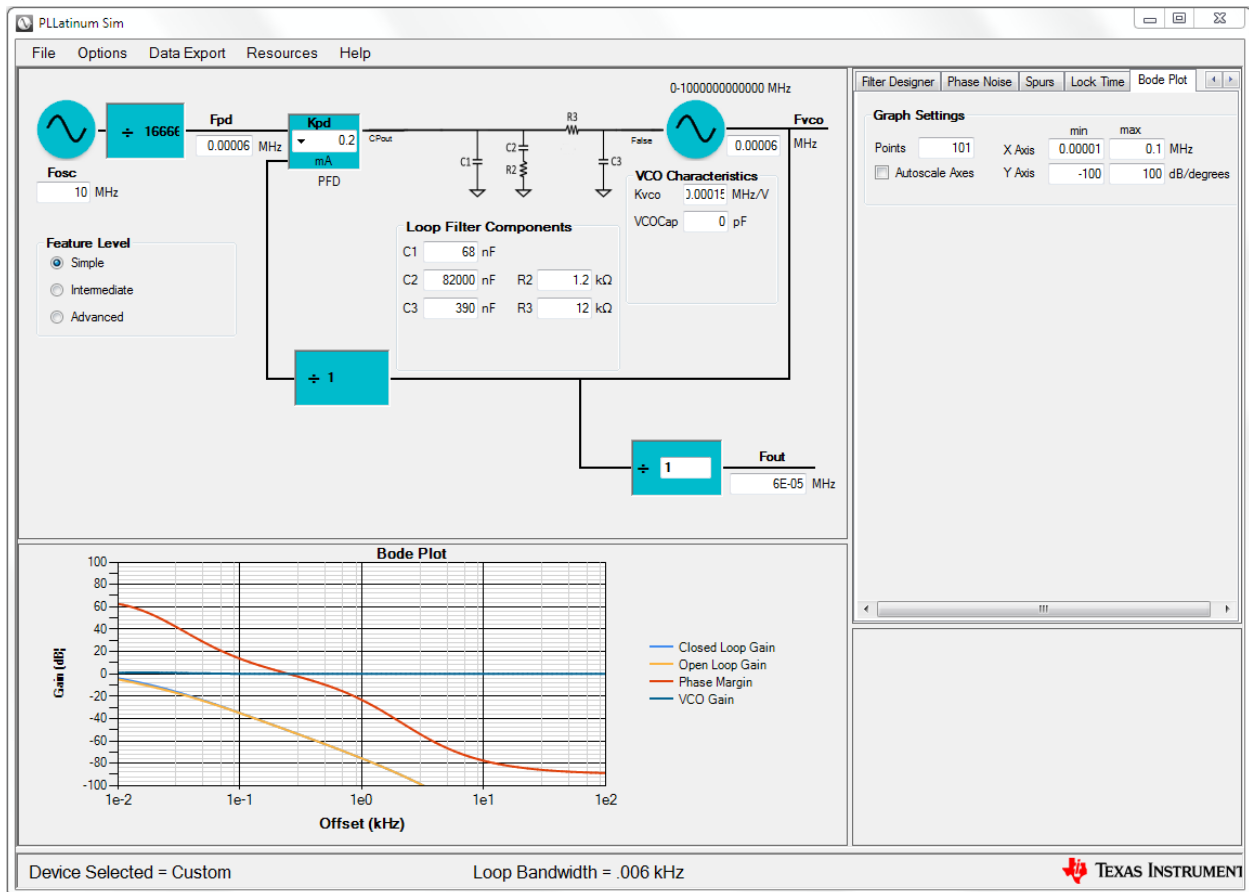 PLLatinum Sim
File Options Data Export Resources Help
0-1000000000000 MHz
Fosc
10 MHz
÷ 16666
Fpd
0.00006 MHz
Kpd
0.2
mA
PFD
CPout
C1
C2
R2
R3
C3
False
Fvco
0.00006
MHz
VCO Characteristics
Kvco 0.00015 MHz/V
VCOCap 0 pF
Feature Level
Simple
Intermediate
Advanced
Loop Filter Components
C1 68 nF
C2 82000 nF R2 1.2 kΩ
C3 390 nF R3 12 kΩ
÷ 1
÷ 1
Fout
6E-05 MHz
Filter Designer Phase Noise Spurs Lock Time Bode Plot
Graph Settings
min max
Points 101 X Axis 0.00001 0.1 MHz
Autoscale Axes Y Axis -100 100 dB/degrees
Bode Plot
Gain (dB)
100
80
60
40
20
0
-20
-40
-60
-80
-100
1e-2 1e-1 1e0 1e1 1e2
Offset (kHz)
Closed Loop Gain
Open Loop Gain
Phase Margin
VCO Gain
Device Selected = Custom Loop Bandwidth = .006 kHz TEXAS INSTRUMENT